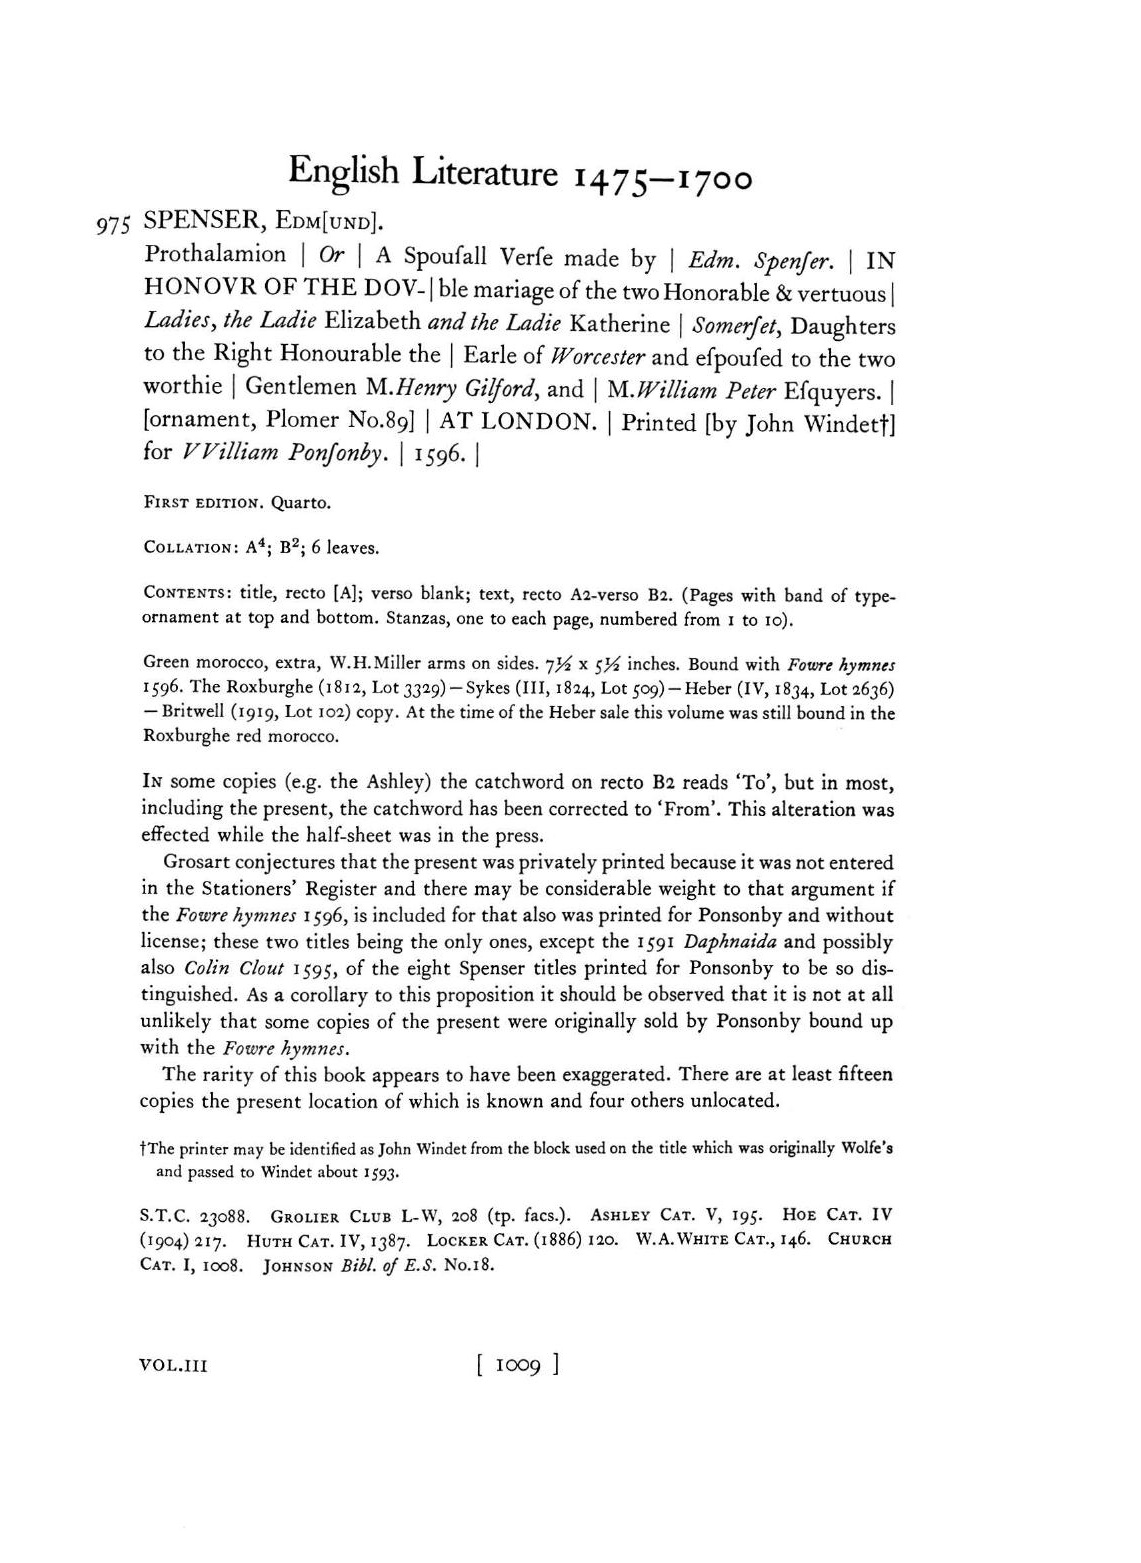 English Literature 1475—1700
975 SPENSER, EDM[UND].
Prothalamion | Or | A Spouſall Verſe made by | Edm. Spenſer. | IN
HONOVR OF THE DOV- | ble mariage of the two Honorable & vertuous |
Ladies, the Ladie Elizabeth and the Ladie Katherine | Somerſet, Daughters
to the Right Honourable the | Earle of Worcester and eſpouſed to the two
worthie | Gentlemen M.Henry Gilford, and | M.William Peter Eſquyers. |
[ornament, Plomer No.89] | AT LONDON. | Printed [by John Windet†]
for VVilliam Ponſonby. | 1596. |
FIRST EDITION. Quarto.
COLLATION: A⁴; B²; 6 leaves.
CONTENTS: title, recto [A]; verso blank; text, recto A2-verso B2. (Pages with band of type-
ornament at top and bottom. Stanzas, one to each page, numbered from 1 to 10).
Green morocco, extra, W.H.Miller arms on sides. 7½ x 5½ inches. Bound with Fowre hymnes
1596. The Roxburghe (1812, Lot 3329) — Sykes (III, 1824, Lot 509) — Heber (IV, 1834, Lot 2636)
— Britwell (1919, Lot 102) copy. At the time of the Heber sale this volume was still bound in the
Roxburghe red morocco.
IN some copies (e.g. the Ashley) the catchword on recto B2 reads ‘To’, but in most,
including the present, the catchword has been corrected to ‘From’. This alteration was
effected while the half-sheet was in the press.
Grosart conjectures that the present was privately printed because it was not entered
in the Stationers’ Register and there may be considerable weight to that argument if
the Fowre hymnes 1596, is included for that also was printed for Ponsonby and without
license; these two titles being the only ones, except the 1591 Daphnaida and possibly
also Colin Clout 1595, of the eight Spenser titles printed for Ponsonby to be so dis-
tinguished. As a corollary to this proposition it should be observed that it is not at all
unlikely that some copies of the present were originally sold by Ponsonby bound up
with the Fowre hymnes.
The rarity of this book appears to have been exaggerated. There are at least fifteen
copies the present location of which is known and four others unlocated.
†The printer may be identified as John Windet from the block used on the title which was originally Wolfe’s
and passed to Windet about 1593.
S.T.C. 23088. GROLIER CLUB L-W, 208 (tp. facs.). ASHLEY CAT. V, 195. HOE CAT. IV
(1904) 217. HUTH CAT. IV, 1387. LOCKER CAT. (1886) 120. W.A.WHITE CAT., 146. CHURCH
CAT. I, 1008. JOHNSON Bibl. of E.S. No.18.
VOL.III [ 1009 ]